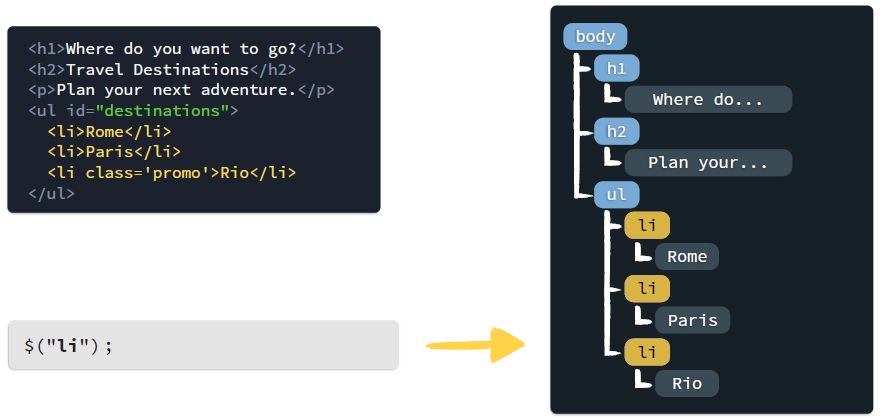 <h1>Where do you want to go?</h1>
<h2>Travel Destinations</h2>
<p>Plan your next adventure.</p>
<ul id="destinations">
<li>Rome</li>
<li>Paris</li>
<li class='promo'>Rio</li>
</ul>
$("li");
body
h1
Where do...
h2
Plan your...
ul
li
Rome
li
Paris
li
Rio